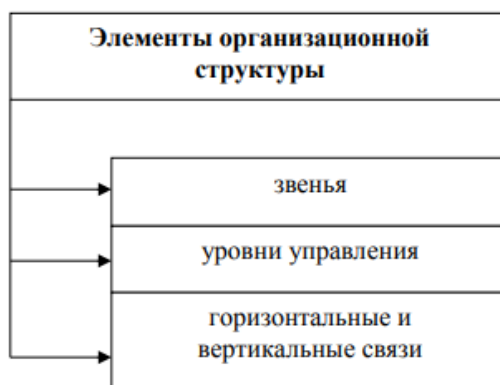 Элементы организационной
структуры
звенья
уровни управления
горизонтальные и
вертикальные связи